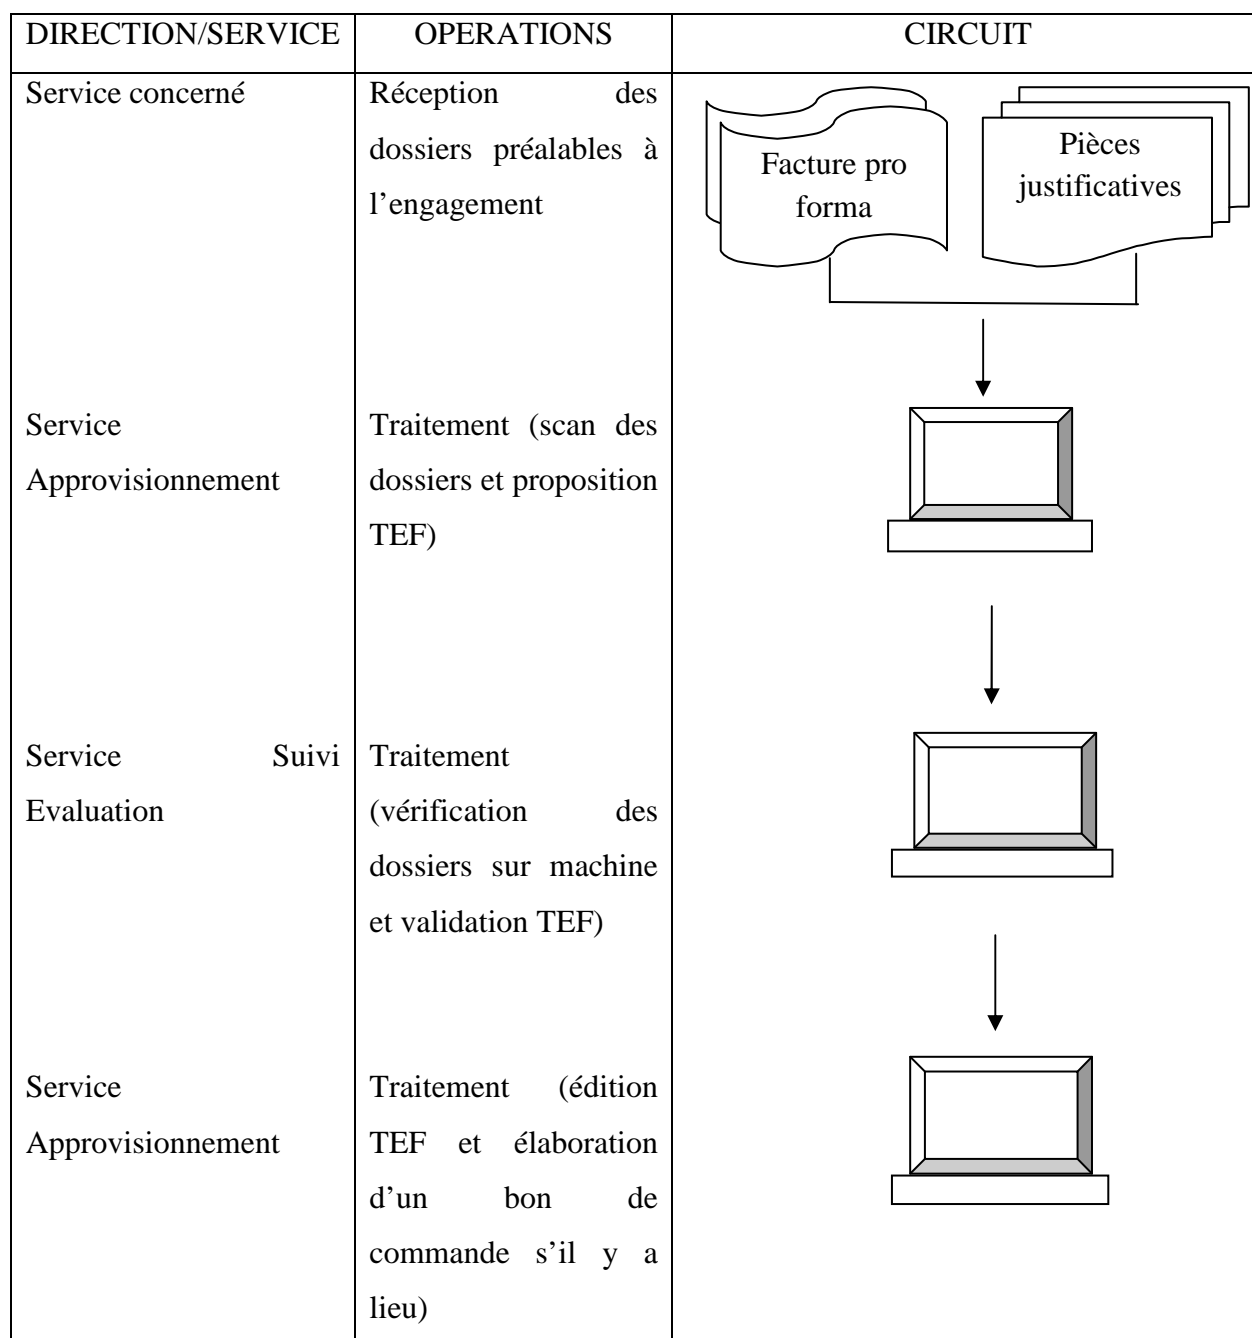 DIRECTION/SERVICE
OPERATIONS
CIRCUIT
Service concerné
Réception des
dossiers préalables à
l’engagement
Facture pro
forma
Pièces
justificatives
Service
Approvisionnement
Traitement (scan des
dossiers et proposition
TEF)
Service Suivi
Evaluation
Traitement
(vérification des
dossiers sur machine
et validation TEF)
Service
Approvisionnement
Traitement (édition
TEF et élaboration
d’un bon de
commande s’il y a
lieu)